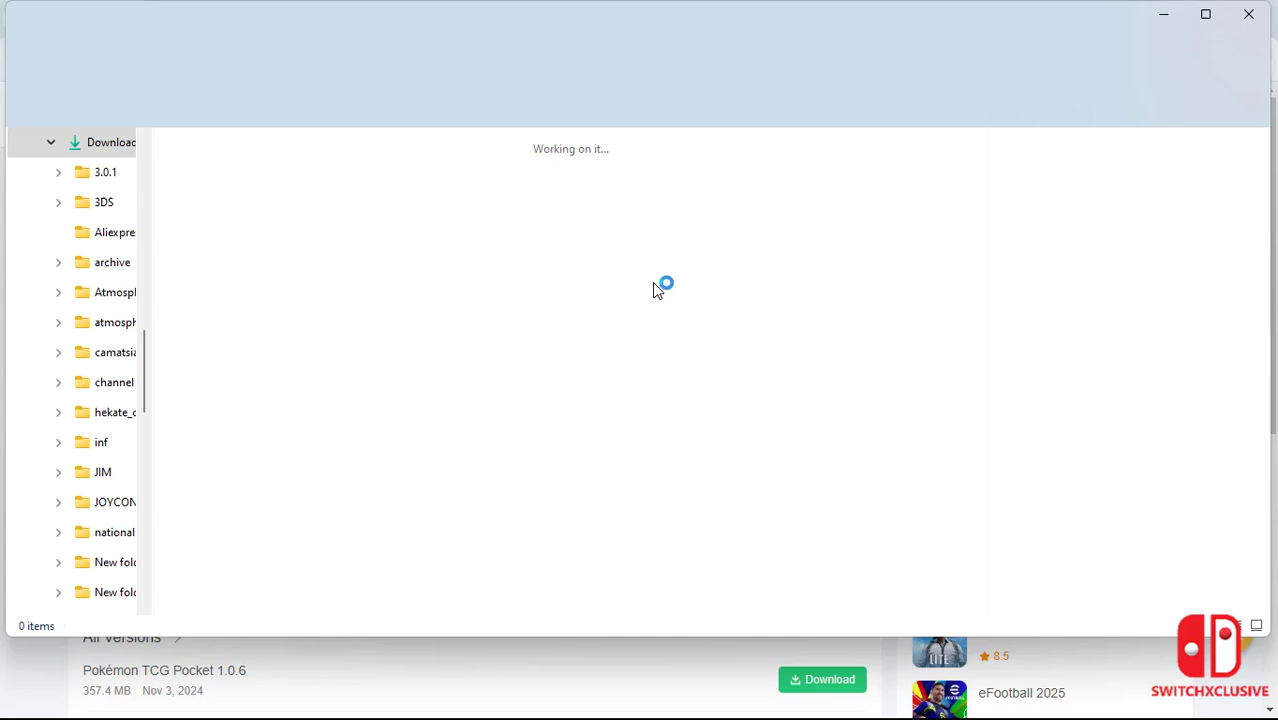 Download
Working on it...
3.0.1
3DS
Aliexpre
archive
Atmosph
atmosph
camatsia
channel
hekate_c
inf
JIM
JOYCON
national
New fold
New fold
0 items
All Versions
Pokémon TCG Pocket 1.0.6
357.4 MB Nov 3, 2024
Download
LITE
8.5
eFootball 2025
SWITCHXCLUSIVE